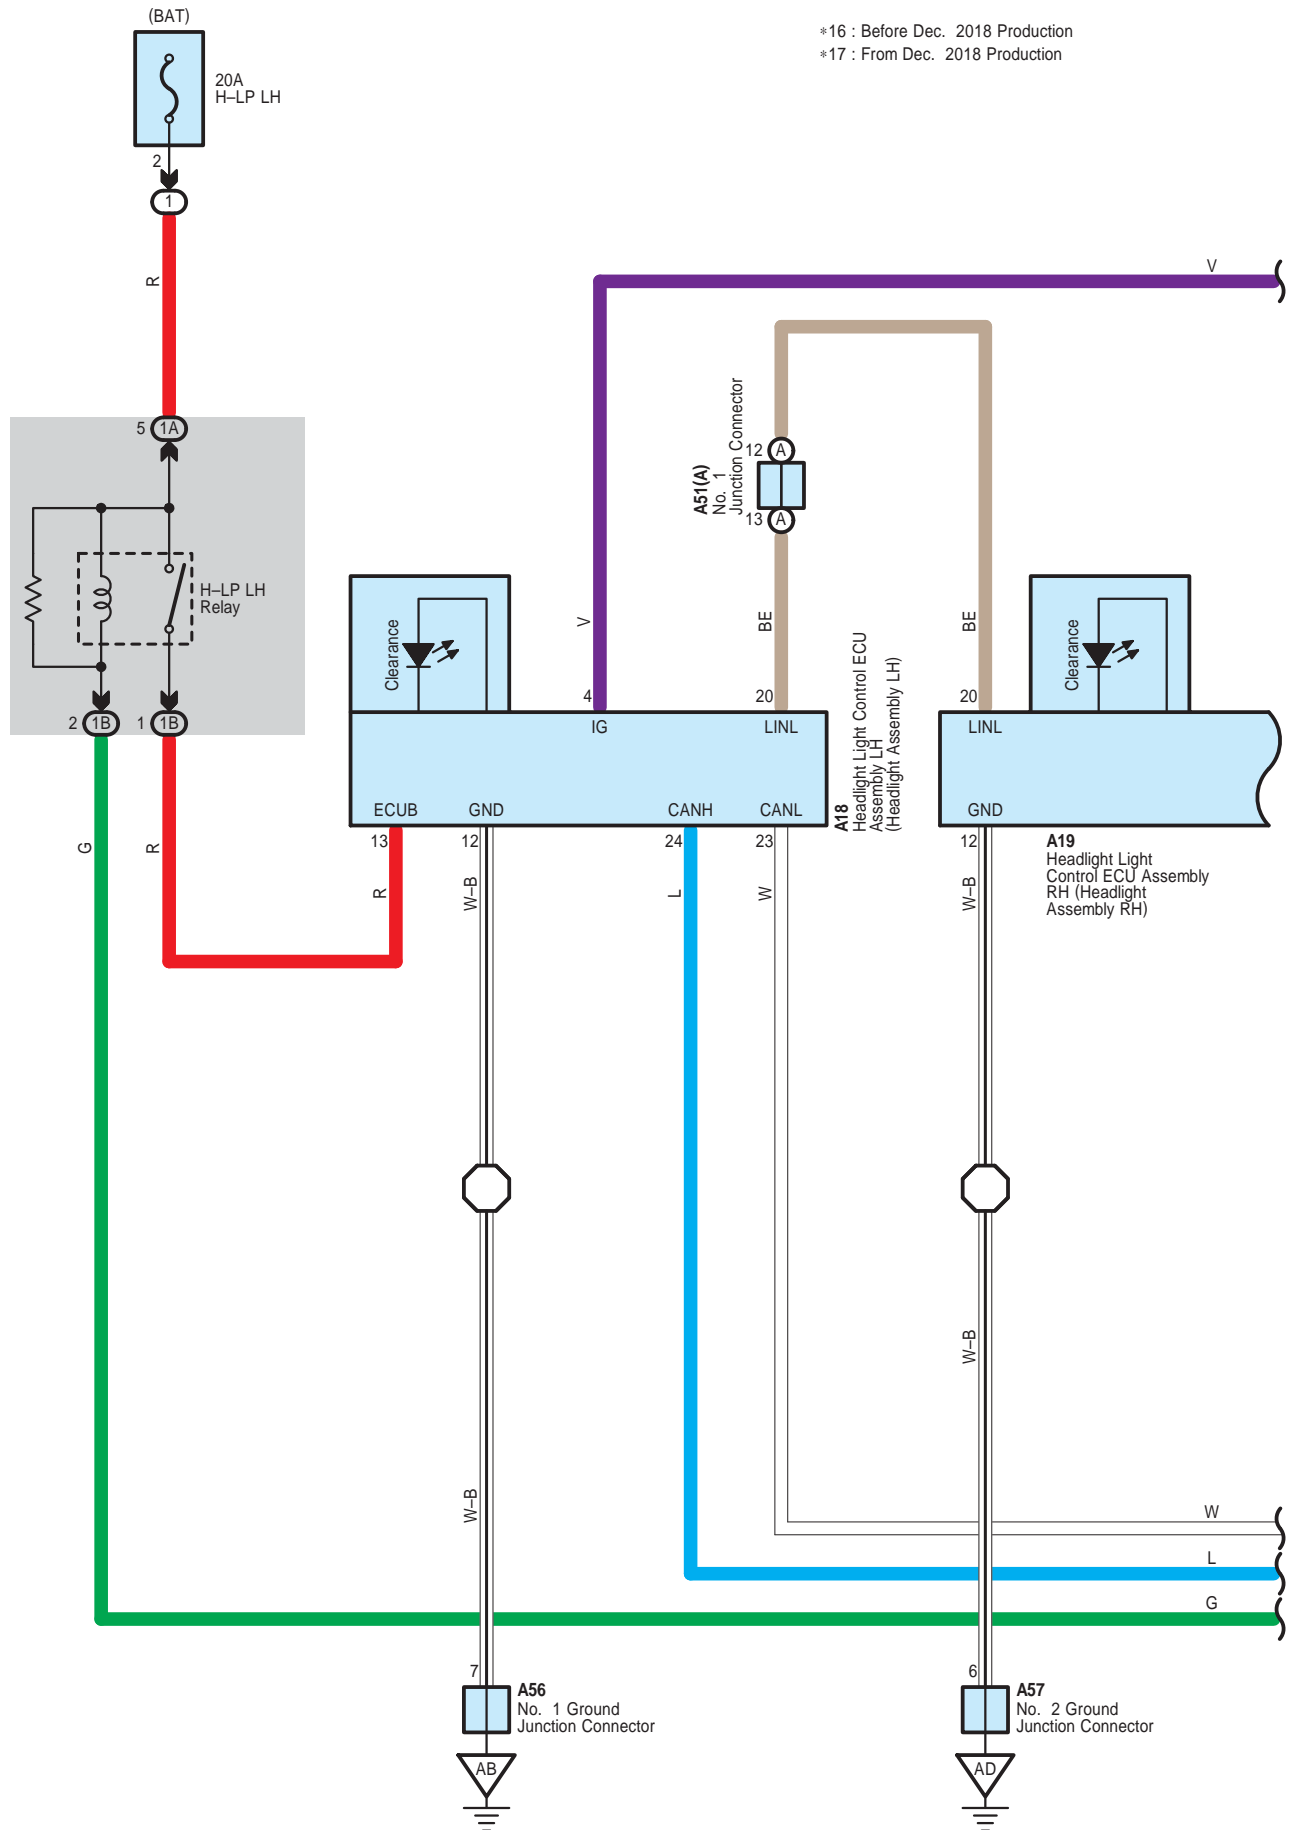 (BAT)
∗16 : Before Dec. 2018 Production
∗17 : From Dec. 2018 Production
20A
H–LP LH
2
1
R
V
5 1A
H–LP LH
Relay
2 1B
1 1B
G
R
A51(A)
No. 1
Junction Connector
12 A
13 A
V
BE
BE
Clearance
Clearance
4
20
20
IG
LINL
LINL
ECUB
GND
CANH
CANL
GND
A18
Headlight Light Control ECU
Assembly LH
(Headlight Assembly LH)
13
12
24
23
12
A19
Headlight Light
Control ECU Assembly
RH (Headlight
Assembly RH)
R
W–B
L
W
W–B
W–B
W–B
W
L
G
7
A56
No. 1 Ground
Junction Connector
AB
6
A57
No. 2 Ground
Junction Connector
AD